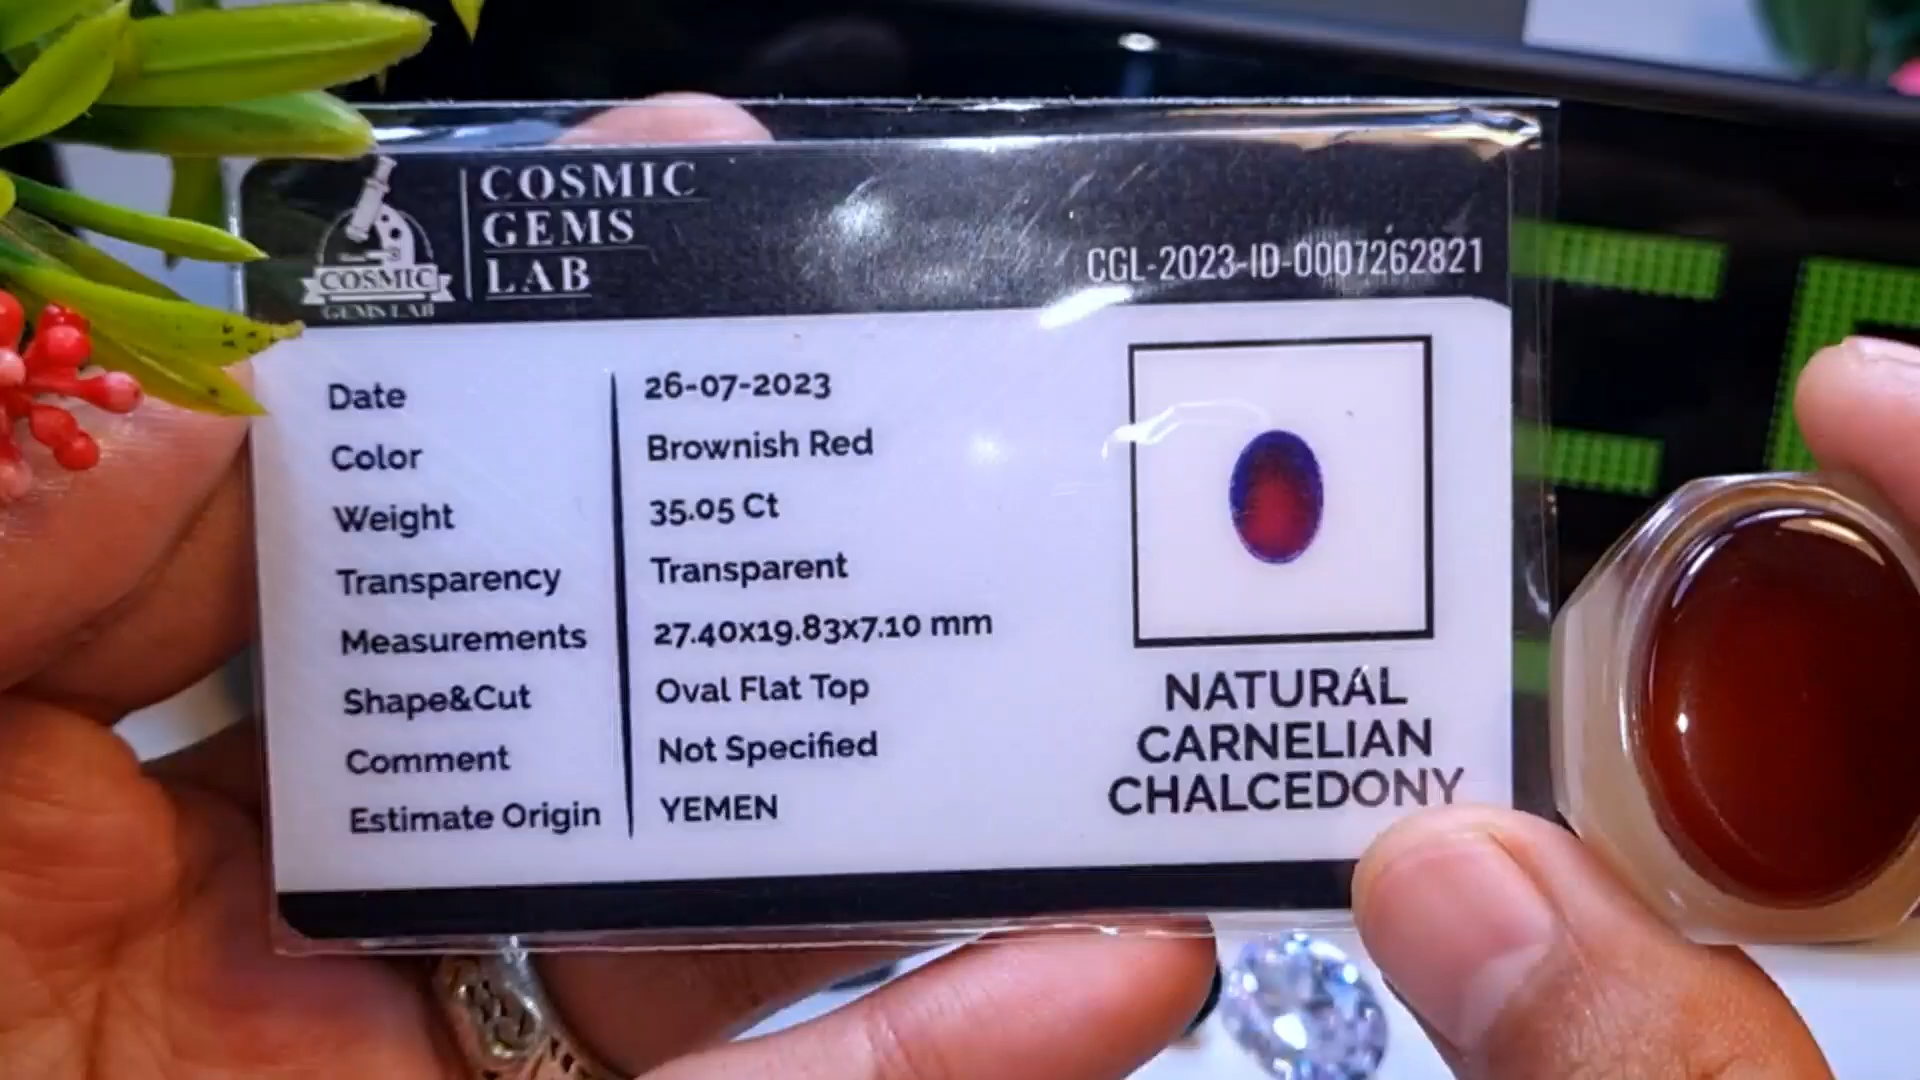 COSMIC
GEMS
LAB
COSMIC
GEMS LAB
CGL-2023-ID-0007262821
Date 26-07-2023
Color Brownish Red
Weight 35.05 Ct
Transparency Transparent
Measurements 27.40x19.83x7.10 mm
Shape&Cut Oval Flat Top
Comment Not Specified
Estimate Origin YEMEN
NATURAL
CARNELIAN
CHALCEDONY